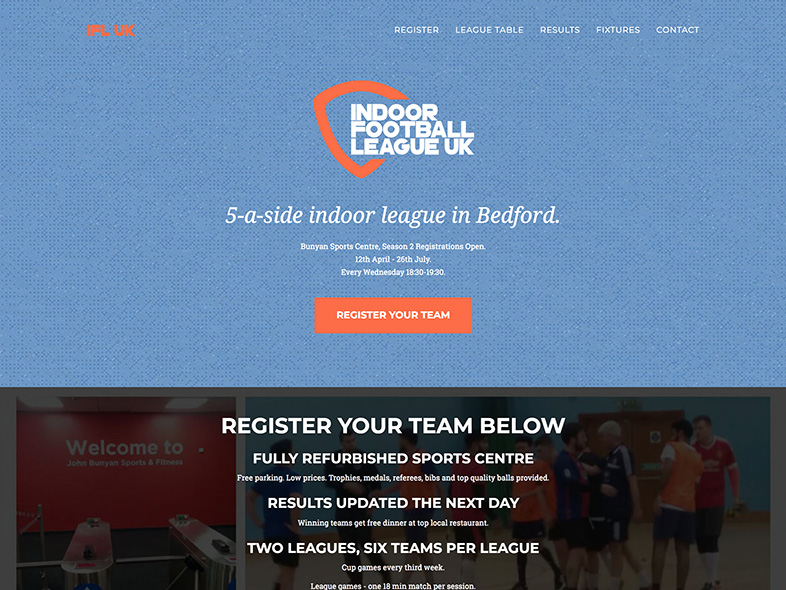 IFL UK
REGISTER LEAGUE TABLE RESULTS FIXTURES CONTACT
INDOOR
FOOTBALL
LEAGUE UK
5-a-side indoor league in Bedford.
Bunyan Sports Centre, Season 2 Registrations Open.
12th April - 26th July.
Every Wednesday 18:30-19:30.
REGISTER YOUR TEAM
REGISTER YOUR TEAM BELOW
Welcome to
John Bunyan Sports & Fitness
FULLY REFURBISHED SPORTS CENTRE
Free parking. Low prices. Trophies, medals, referees, bibs and top quality balls provided.
RESULTS UPDATED THE NEXT DAY
Winning teams get free dinner at top local restaurant.
TWO LEAGUES, SIX TEAMS PER LEAGUE
Cup games every third week.
League games - one 18 min match per session.